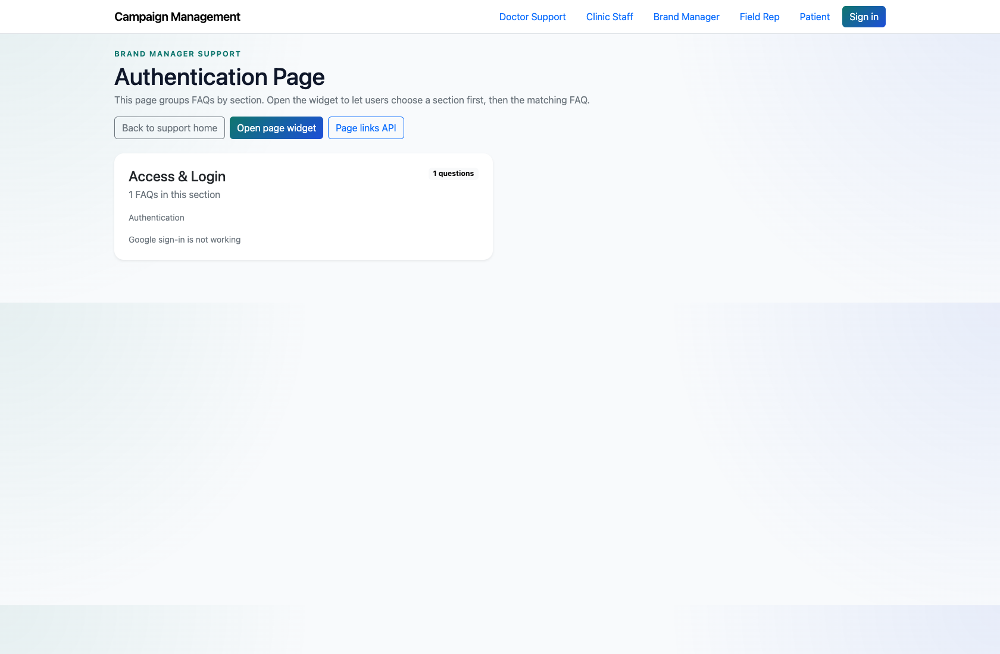 Campaign Management
Doctor Support
Clinic Staff
Brand Manager
Field Rep
Patient
Sign in
BRAND MANAGER SUPPORT
Authentication Page
This page groups FAQs by section. Open the widget to let users choose a section first, then the matching FAQ.
Back to support home
Open page widget
Page links API
Access & Login
1 questions
1 FAQs in this section
Authentication
Google sign-in is not working